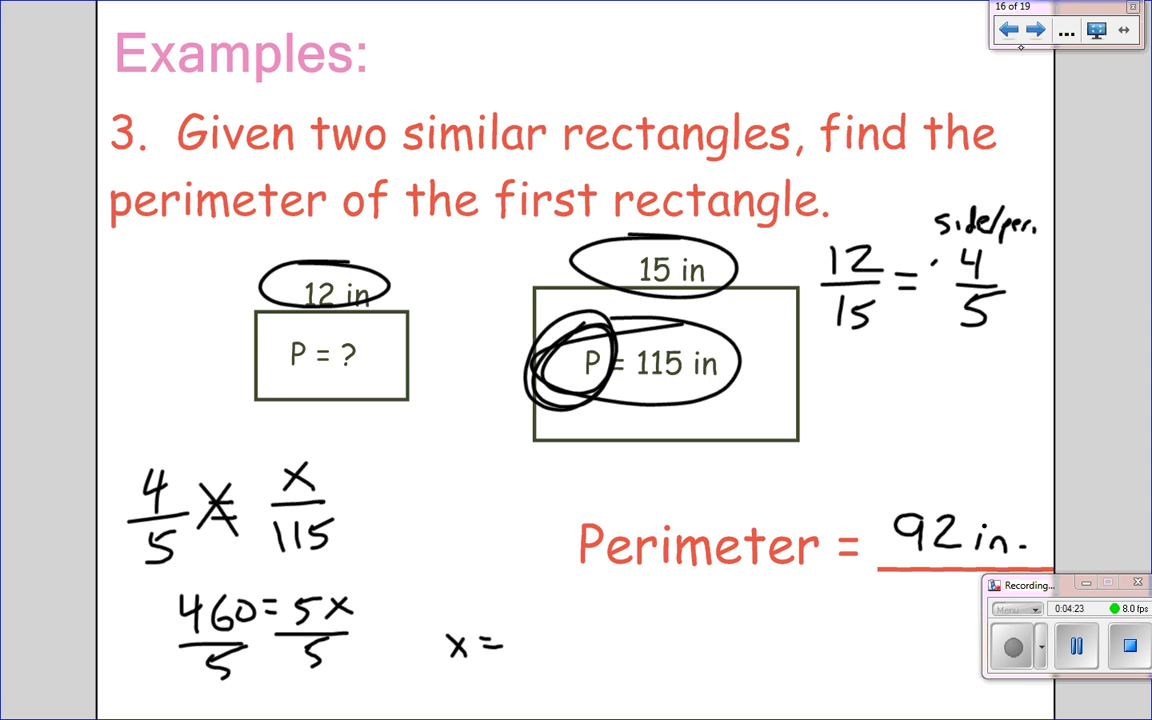 16 of 19
Examples:
3. Given two similar rectangles, find the
perimeter of the first rectangle.
side/per.
12/15 = 4/5
12 in
15 in
P = ?
P = 115 in
4/5 = x/115
460/5 = 5x/5
x =
Perimeter = 92 in.
Recording...
Menu
0:04:23
8.0 fps